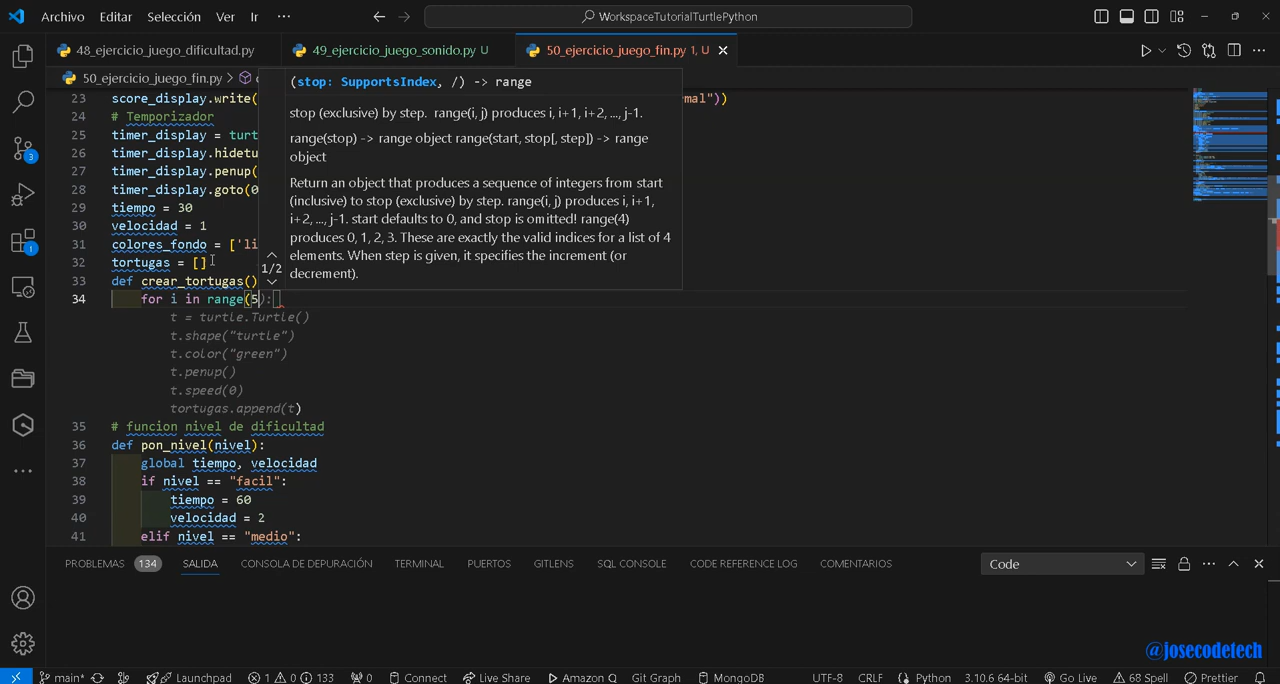 Archivo Editar Selección Ver Ir ··· WorkspaceTutorialTurtlePython
48_ejercicio_juego_dificultad.py 49_ejercicio_juego_sonido.py U 50_ejercicio_juego_fin.py 1, U
50_ejercicio_juego_fin.py >
(stop: SupportsIndex, /) -> range
stop (exclusive) by step. range(i, j) produces i, i+1, i+2, ..., j-1.
range(stop) -> range object range(start, stop[, step]) -> range
object
Return an object that produces a sequence of integers from start
(inclusive) to stop (exclusive) by step. range(i, j) produces i, i+1,
i+2, ..., j-1. start defaults to 0, and stop is omitted! range(4)
produces 0, 1, 2, 3. These are exactly the valid indices for a list of 4
elements. When step is given, it specifies the increment (or
decrement).
1/2
23 score_display.write( mal"))
24 # Temporizador
25 timer_display = turt
26 timer_display.hidetu
27 timer_display.penup(
28 timer_display.goto(0
29 tiempo = 30
30 velocidad = 1
31 colores_fondo = ['li
32 tortugas = []
33 def crear_tortugas()
34 for i in range(5):
t = turtle.Turtle()
t.shape("turtle")
t.color("green")
t.penup()
t.speed(0)
tortugas.append(t)
35 # funcion nivel de dificultad
36 def pon_nivel(nivel):
37 global tiempo, velocidad
38 if nivel == "facil":
39 tiempo = 60
40 velocidad = 2
41 elif nivel == "medio":
PROBLEMAS 134 SALIDA CONSOLA DE DEPURACIÓN TERMINAL PUERTOS GITLENS SQL CONSOLE CODE REFERENCE LOG COMENTARIOS Code
3
1
@josecodetech
main* Launchpad 1 0 133 0 Connect Live Share Amazon Q Git Graph MongoDB UTF-8 CRLF Python 3.10.6 64-bit Go Live 68 Spell Prettier